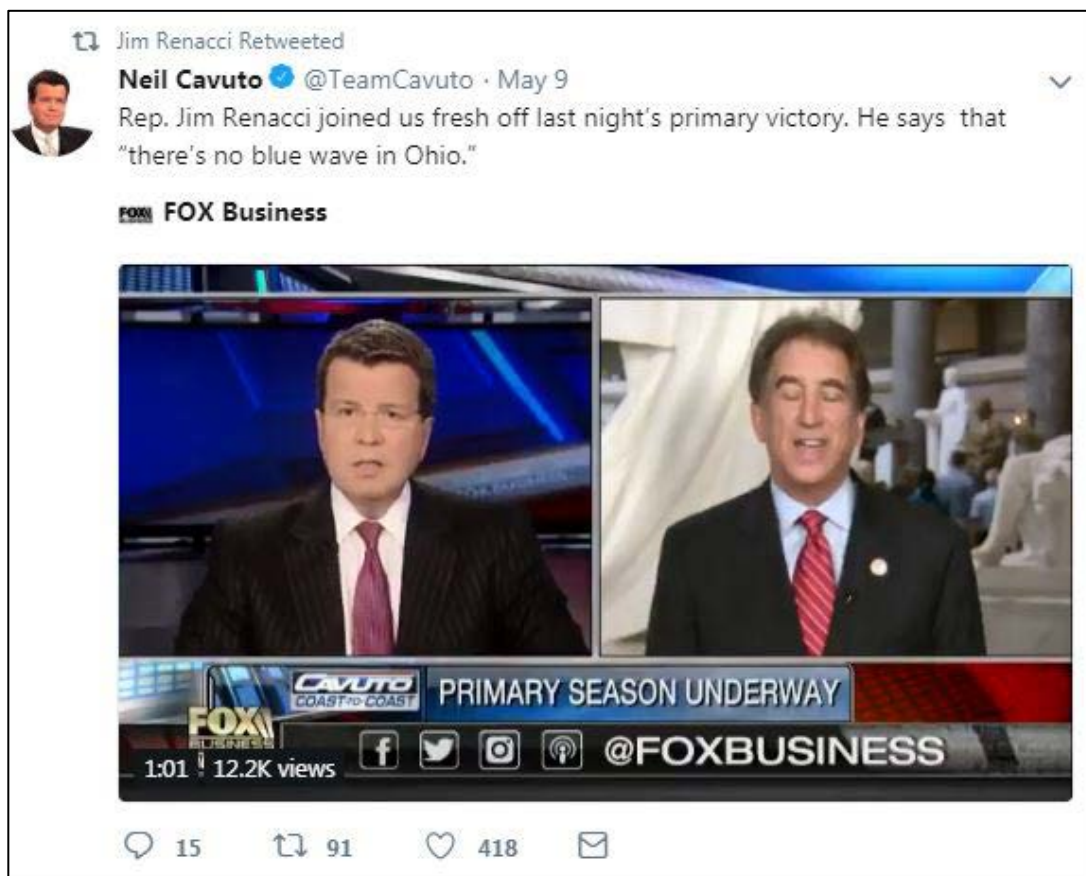 Jim Renacci Retweeted
Neil Cavuto @TeamCavuto · May 9
Rep. Jim Renacci joined us fresh off last night's primary victory. He says that
"there's no blue wave in Ohio."
FOX BUSINESS FOX Business
CAVUTO
COAST TO COAST
PRIMARY SEASON UNDERWAY
FOX
BUSINESS
@FOXBUSINESS
1:01 12.2K views
15 91 418